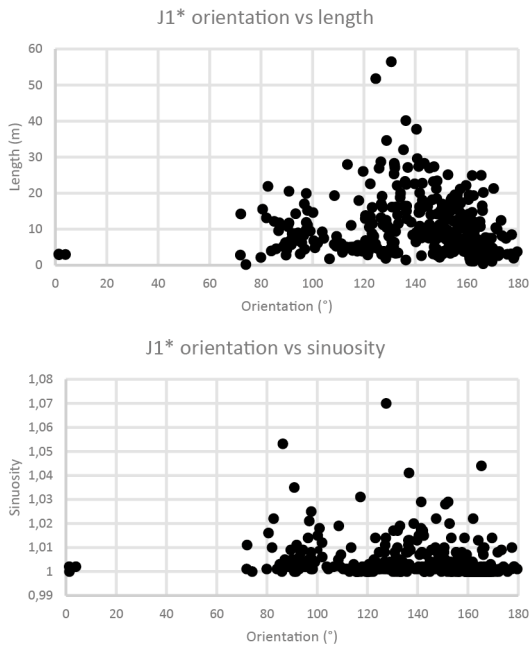 J1* orientation vs length
60
50
40
30
20
10
0
Length (m)
0 20 40 60 80 100 120 140 160 180
Orientation (°)
J1* orientation vs sinuosity
1,08
1,07
1,06
1,05
1,04
1,03
1,02
1,01
1
0,99
Sinuosity
0 20 40 60 80 100 120 140 160 180
Orientation (°)